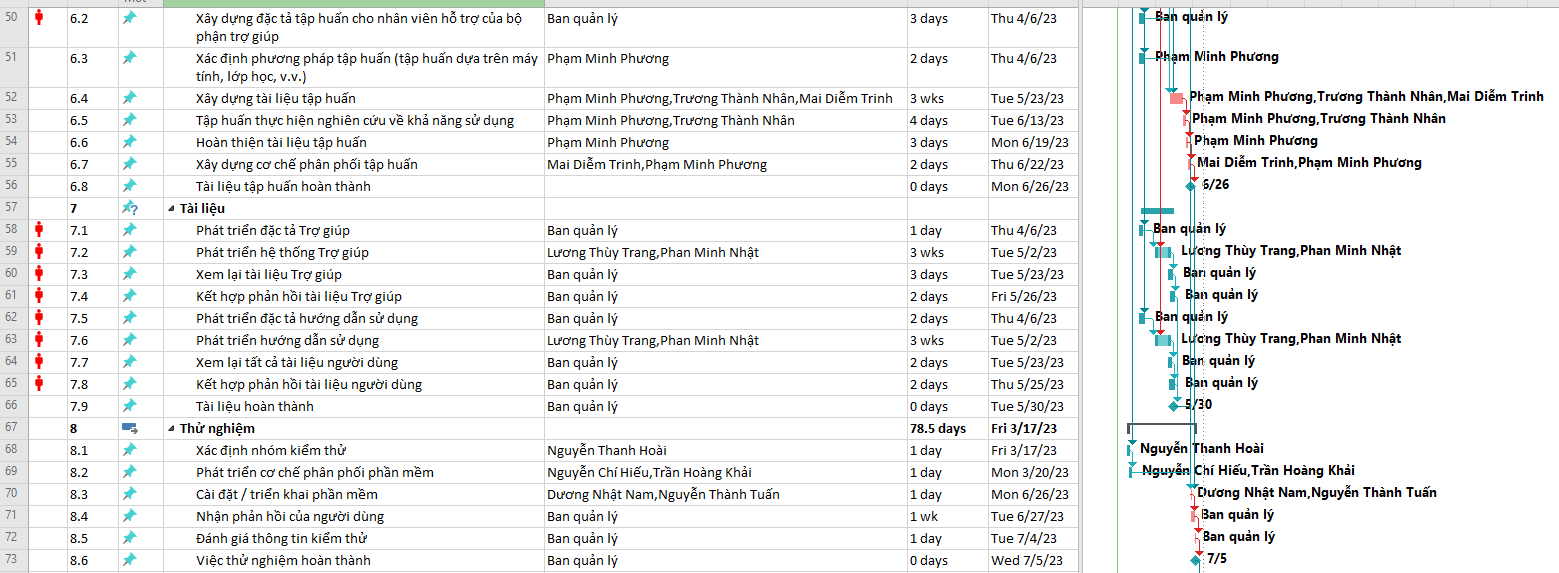 Mot
50 6.2 Xây dựng đặc tả tập huấn cho nhân viên hỗ trợ của bộ phận trợ giúp Ban quản lý 3 days Thu 4/6/23 Ban quản lý
51 6.3 Xác định phương pháp tập huấn (tập huấn dựa trên máy tính, lớp học, v.v.) Phạm Minh Phương 2 days Thu 4/6/23 Phạm Minh Phương
52 6.4 Xây dựng tài liệu tập huấn Phạm Minh Phương,Trương Thành Nhân,Mai Diễm Trinh 3 wks Tue 5/23/23 Phạm Minh Phương,Trương Thành Nhân,Mai Diễm Trinh
53 6.5 Tập huấn thực hiện nghiên cứu về khả năng sử dụng Phạm Minh Phương,Trương Thành Nhân 4 days Tue 6/13/23 Phạm Minh Phương,Trương Thành Nhân
54 6.6 Hoàn thiện tài liệu tập huấn Phạm Minh Phương 3 days Mon 6/19/23 Phạm Minh Phương
55 6.7 Xây dựng cơ chế phân phối tập huấn Mai Diễm Trinh,Phạm Minh Phương 2 days Thu 6/22/23 Mai Diễm Trinh,Phạm Minh Phương
56 6.8 Tài liệu tập huấn hoàn thành 0 days Mon 6/26/23 6/26
57 7 Tài liệu
58 7.1 Phát triển đặc tả Trợ giúp Ban quản lý 1 day Thu 4/6/23 Ban quản lý
59 7.2 Phát triển hệ thống Trợ giúp Lương Thùy Trang,Phan Minh Nhật 3 wks Tue 5/2/23 Lương Thùy Trang,Phan Minh Nhật
60 7.3 Xem lại tài liệu Trợ giúp Ban quản lý 3 days Tue 5/23/23 Ban quản lý
61 7.4 Kết hợp phản hồi tài liệu Trợ giúp Ban quản lý 2 days Fri 5/26/23 Ban quản lý
62 7.5 Phát triển đặc tả hướng dẫn sử dụng Ban quản lý 2 days Thu 4/6/23 Ban quản lý
63 7.6 Phát triển hướng dẫn sử dụng Lương Thùy Trang,Phan Minh Nhật 3 wks Tue 5/2/23 Lương Thùy Trang,Phan Minh Nhật
64 7.7 Xem lại tất cả tài liệu người dùng Ban quản lý 2 days Tue 5/23/23 Ban quản lý
65 7.8 Kết hợp phản hồi tài liệu người dùng Ban quản lý 2 days Thu 5/25/23 Ban quản lý
66 7.9 Tài liệu hoàn thành Ban quản lý 0 days Tue 5/30/23 5/30
67 8 Thử nghiệm 78.5 days Fri 3/17/23
68 8.1 Xác định nhóm kiểm thử Nguyễn Thanh Hoài 1 day Fri 3/17/23 Nguyễn Thanh Hoài
69 8.2 Phát triển cơ chế phân phối phần mềm Nguyễn Chí Hiếu,Trần Hoàng Khải 1 day Mon 3/20/23 Nguyễn Chí Hiếu,Trần Hoàng Khải
70 8.3 Cài đặt / triển khai phần mềm Dương Nhật Nam,Nguyễn Thành Tuấn 1 day Mon 6/26/23 Dương Nhật Nam,Nguyễn Thành Tuấn
71 8.4 Nhận phản hồi của người dùng Ban quản lý 1 wk Tue 6/27/23 Ban quản lý
72 8.5 Đánh giá thông tin kiểm thử Ban quản lý 1 day Tue 7/4/23 Ban quản lý
73 8.6 Việc thử nghiệm hoàn thành Ban quản lý 0 days Wed 7/5/23 7/5